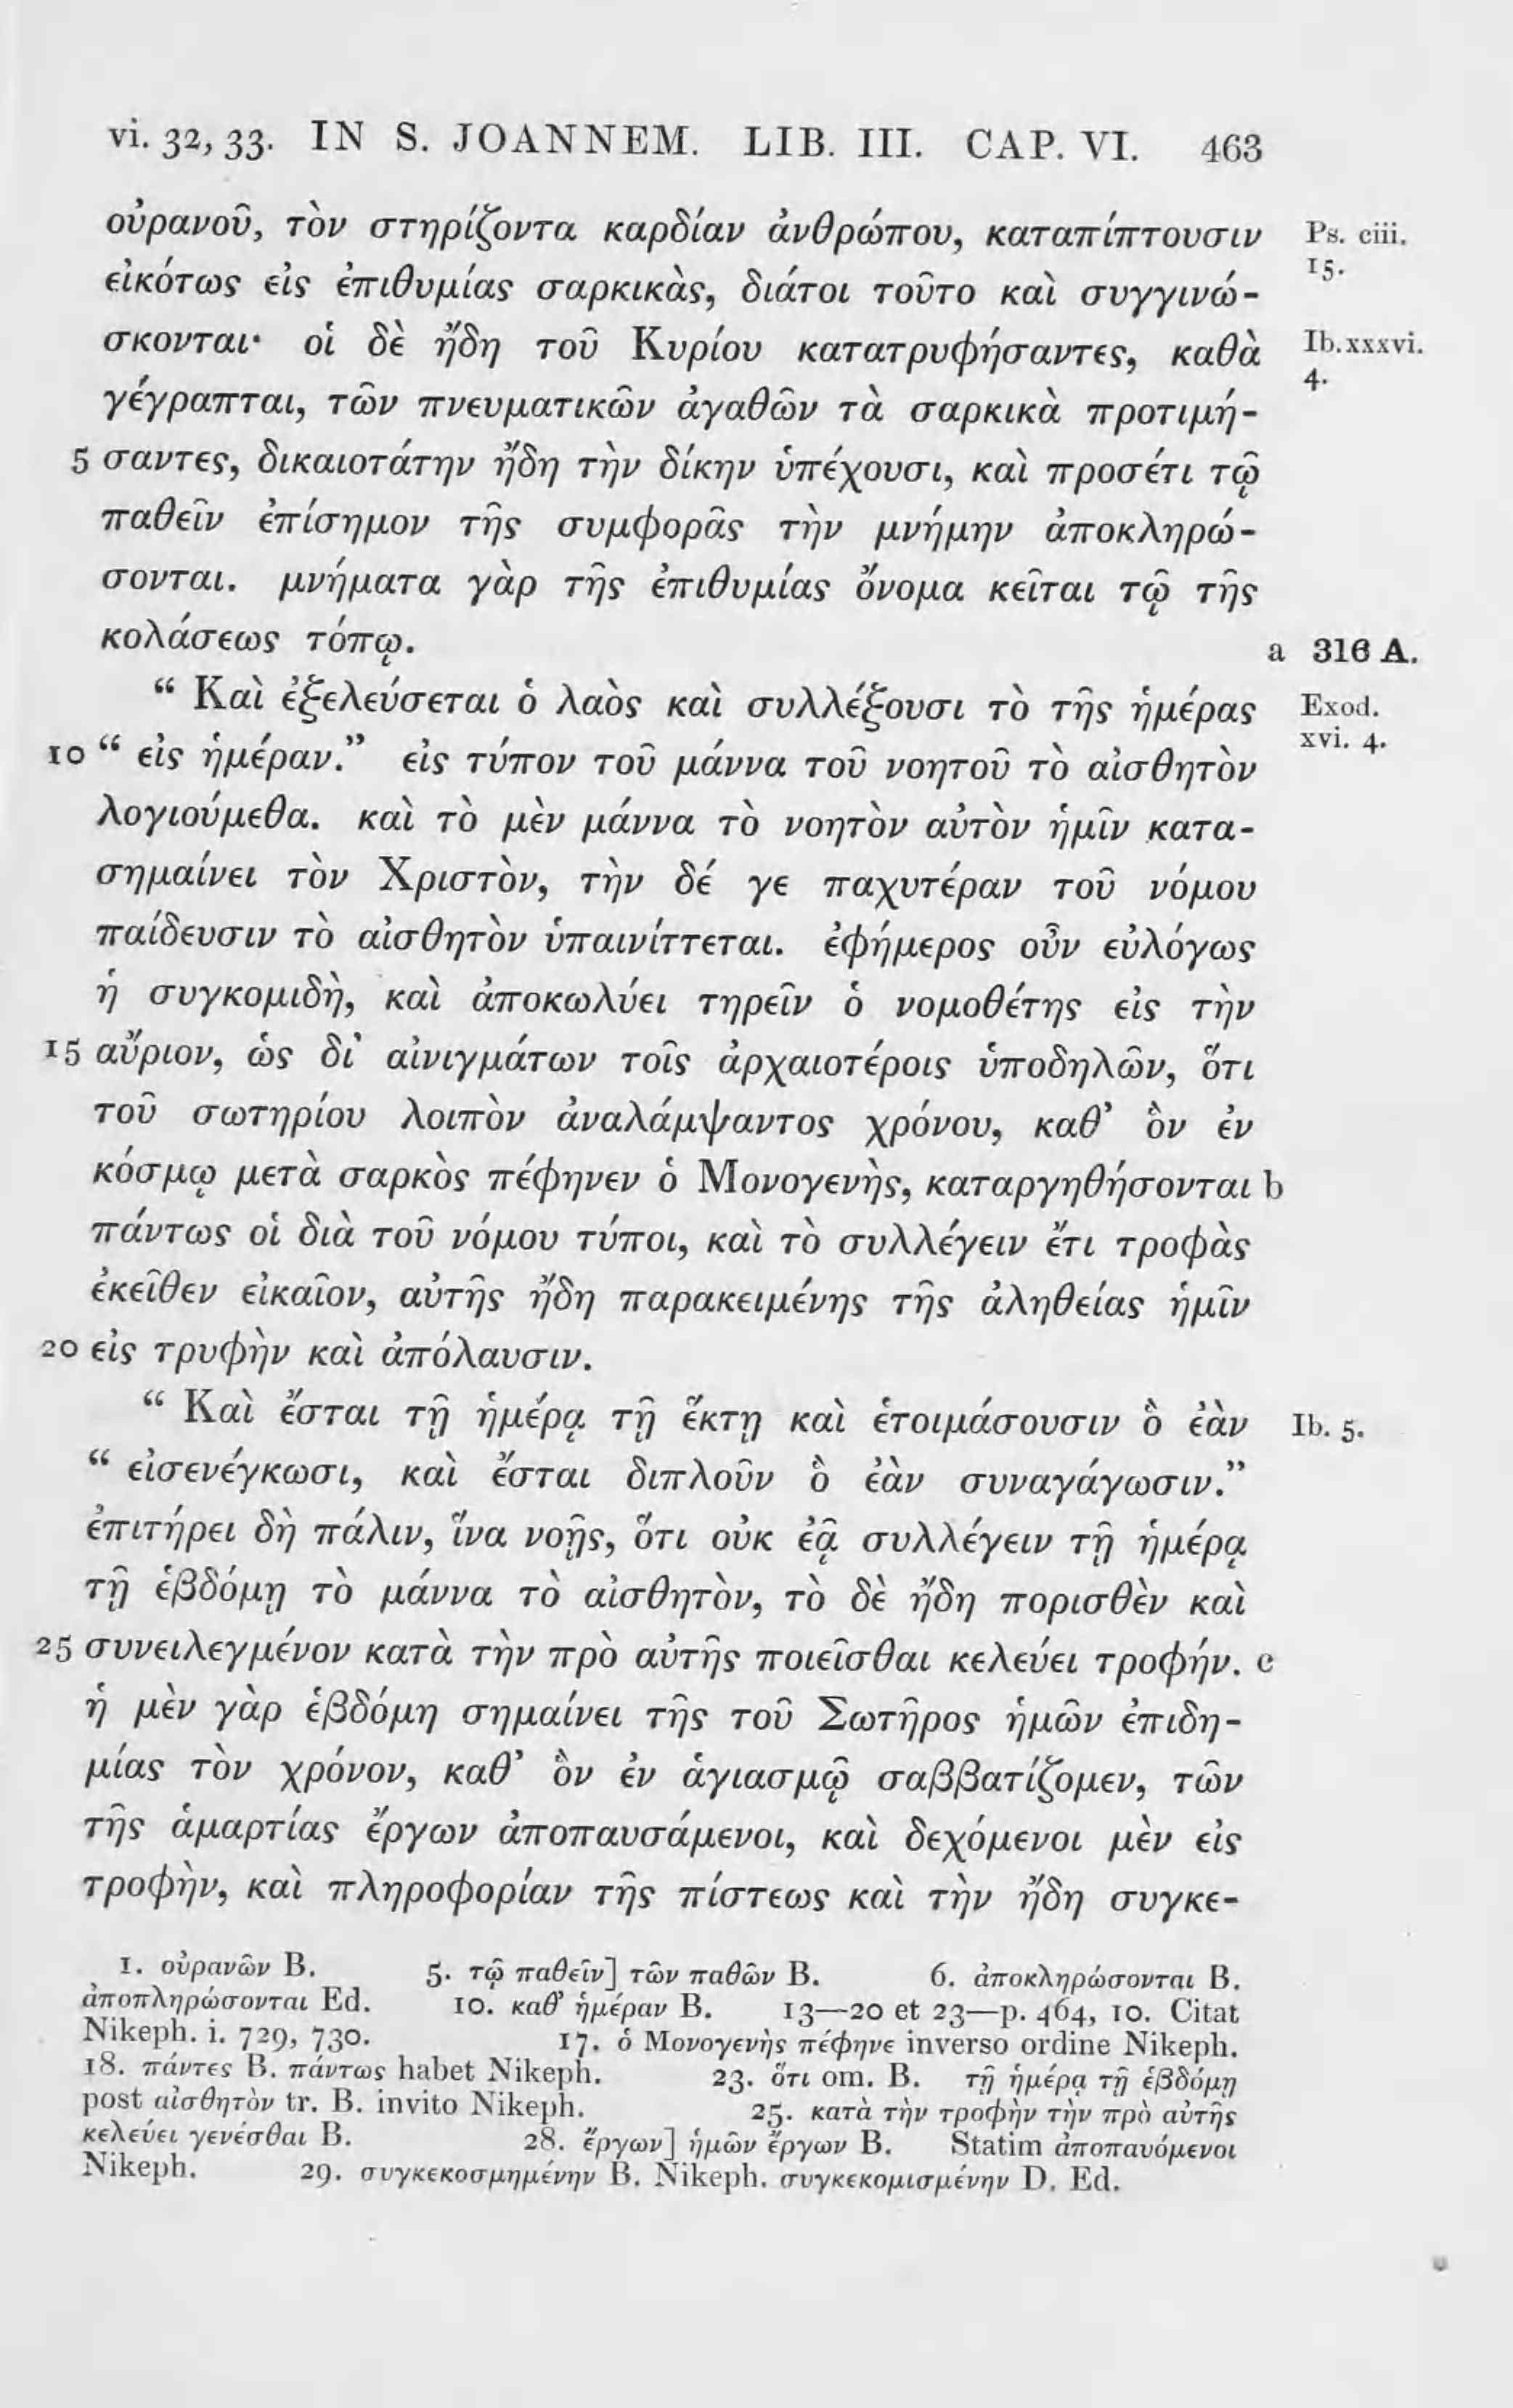 vi. 32, 33. IN S. JOANNEM. LIB. III. CAP. VI. 463
οὐρανοῦ, τὸν στηρίζοντα καρδίαν ἀνθρώπου, καταπίπτουσιν Ps. ciii.
εἰκότως εἰς ἐπιθυμίας σαρκικὰς, διάτοι τοῦτο καὶ συγγινώ- 15.
σκονται· οἱ δὲ ἤδη τοῦ Κυρίου κατατρυφήσαντες, καθὰ Ib. xxxvi.
γέγραπται, τῶν πνευματικῶν ἀγαθῶν τὰ σαρκικὰ προτιμή- 4.
5 σαντες, δικαιοτάτην ἤδη τὴν δίκην ὑπέχουσι, καὶ προσέτι τῷ
παθεῖν ἐπίσημον τῆς συμφορᾶς τὴν μνήμην ἀποκληρώ-
σονται. μνήματα γὰρ τῆς ἐπιθυμίας ὄνομα κεῖται τῷ τῆς
κολάσεως τόπῳ. a 316 A.
“ Καὶ ἐξελεύσεται ὁ λαὸς καὶ συλλέξουσι τὸ τῆς ἡμέρας Exod.
10 “ εἰς ἡμέραν.” εἰς τύπον τοῦ μάννα τοῦ νοητοῦ τὸ αἰσθητὸν xvi. 4.
λογιούμεθα. καὶ τὸ μὲν μάννα τὸ νοητὸν αὐτὸν ἡμῖν κατα-
σημαίνει τὸν Χριστὸν, τὴν δέ γε παχυτέραν τοῦ νόμου
παίδευσιν τὸ αἰσθητὸν ὑπαινίττεται. ἐφήμερος οὖν εὐλόγως
ἡ συγκομιδὴ, καὶ ἀποκωλύει τηρεῖν ὁ νομοθέτης εἰς τὴν
15 αὔριον, ὡς δι᾽ αἰνιγμάτων τοῖς ἀρχαιοτέροις ὑποδηλῶν, ὅτι
τοῦ σωτηρίου λοιπὸν ἀναλάμψαντος χρόνου, καθ’ ὃν ἐν
κόσμῳ μετὰ σαρκὸς πέφηνεν ὁ Μονογενὴς, καταργηθήσονται b
πάντως οἱ διὰ τοῦ νόμου τύποι, καὶ τὸ συλλέγειν ἔτι τροφὰς
ἐκεῖθεν εἰκαῖον, αὐτῆς ἤδη παρακειμένης τῆς ἀληθείας ἡμῖν
20 εἰς τρυφὴν καὶ ἀπόλαυσιν.
“ Καὶ ἔσται τῇ ἡμέρᾳ τῇ ἕκτῃ καὶ ἑτοιμάσουσιν ὃ ἐὰν Ib. 5.
“ εἰσενέγκωσι, καὶ ἔσται διπλοῦν ὃ ἐὰν συναγάγωσιν.”
ἐπιτήρει δὴ πάλιν, ἵνα νοῇς, ὅτι οὐκ ἐᾷ συλλέγειν τῇ ἡμέρᾳ
τῇ ἑβδόμῃ τὸ μάννα τὸ αἰσθητὸν, τὸ δὲ ἤδη πορισθὲν καὶ
25 συνειλεγμένον κατὰ τὴν πρὸ αὐτῆς ποιεῖσθαι κελεύει τροφήν. c
ἡ μὲν γὰρ ἑβδόμη σημαίνει τῆς τοῦ Σωτῆρος ἡμῶν ἐπιδη-
μίας τὸν χρόνον, καθ’ ὃν ἐν ἁγιασμῷ σαββατίζομεν, τῶν
τῆς ἁμαρτίας ἔργων ἀποπαυσάμενοι, καὶ δεχόμενοι μὲν εἰς
τροφὴν, καὶ πληροφορίαν τῆς πίστεως καὶ τὴν ἤδη συγκε-
1. οὐρανῶν B. 5. τῷ παθεῖν] τῶν παθῶν B. 6. ἀποκληρώσονται B.
ἀποπληρώσονται Ed. 10. καθ’ ἡμέραν B. 13—20 et 23—p. 464, 10. Citat
Nikeph. i. 729, 730. 17. ὁ Μονογενὴς πέφηνε inverso ordine Nikeph.
18. πάντες B. πάντως habet Nikeph. 23. ὅτι om. B. τῇ ἡμέρᾳ τῇ ἑβδόμῃ
post αἰσθητὸν tr. B. invito Nikeph. 25. κατὰ τὴν τροφὴν τὴν πρὸ αὐτῆς
κελεύει γενέσθαι B. 28. ἔργων] ἡμῶν ἔργων B. Statim ἀποπαυόμενοι
Nikeph. 29. συγκεκοσμημένην B. Nikeph. συγκεκομισμένην D. Ed.